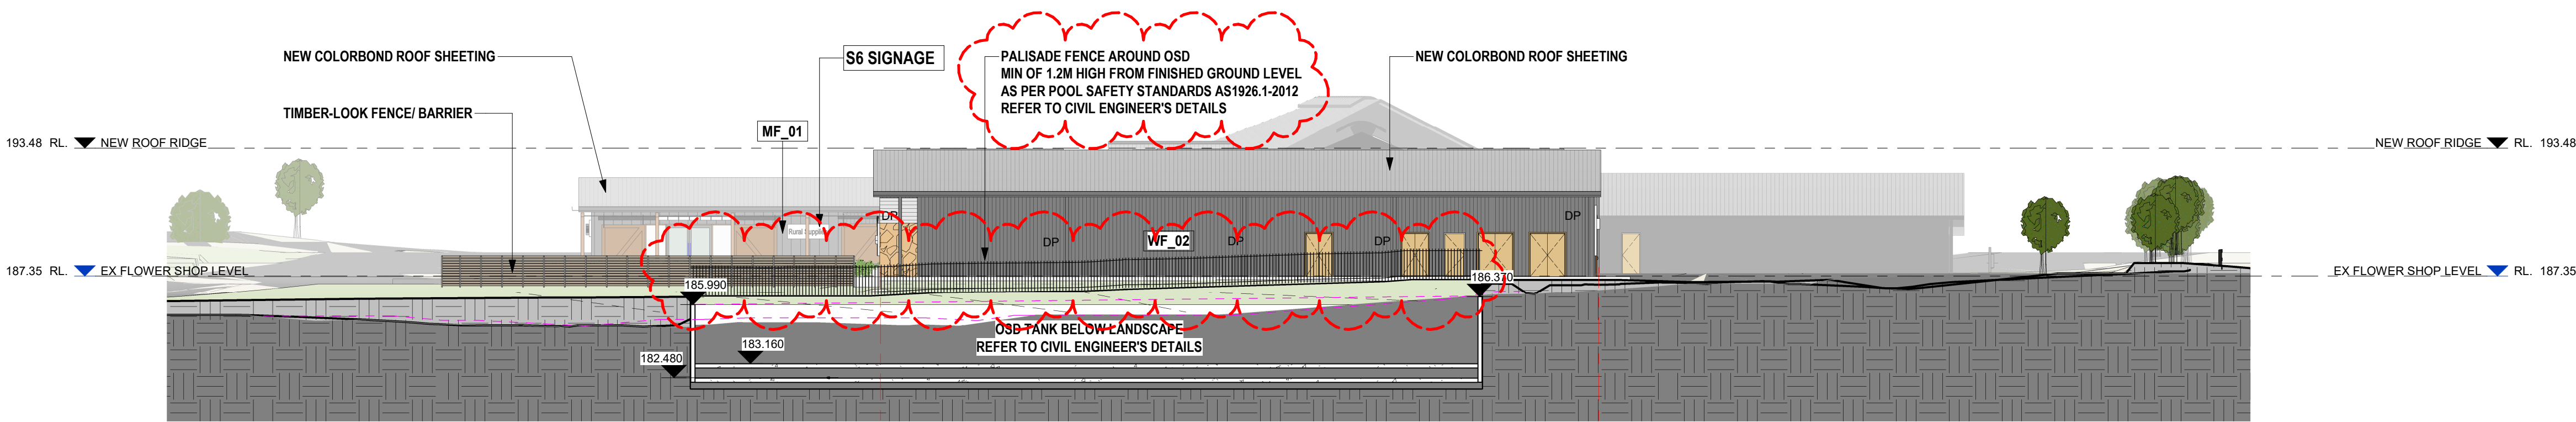 NEW COLORBOND ROOF SHEETING
S6 SIGNAGE
PALISADE FENCE AROUND OSD
MIN OF 1.2M HIGH FROM FINISHED GROUND LEVEL
AS PER POOL SAFETY STANDARDS AS1926.1-2012
REFER TO CIVIL ENGINEER'S DETAILS
NEW COLORBOND ROOF SHEETING
TIMBER-LOOK FENCE/ BARRIER
MF_01
193.48 RL. NEW ROOF RIDGE
NEW ROOF RIDGE RL. 193.48
DP
DP
Rural Supplies
DP
WF_02
DP
DP
187.35 RL. EX FLOWER SHOP LEVEL
EX FLOWER SHOP LEVEL RL. 187.35
185.990
186.370
OSD TANK BELOW LANDSCAPE
REFER TO CIVIL ENGINEER'S DETAILS
183.160
182.480